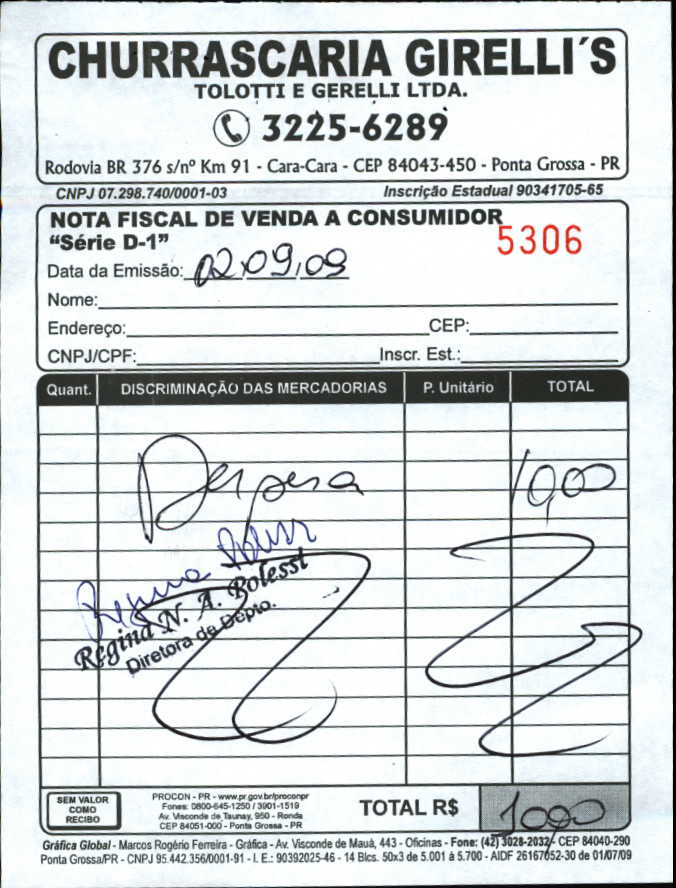 CHURRASCARIA GIRELLI´S
TOLOTTI E GERELLI LTDA.
3225-6289
Rodovia BR 376 s/nº Km 91 - Cara-Cara - CEP 84043-450 - Ponta Grossa - PR
CNPJ 07.298.740/0001-03 Inscrição Estadual 90341705-65
NOTA FISCAL DE VENDA A CONSUMIDOR
“Série D-1” 5306
Data da Emissão: 02,09,09
Nome:
Endereço: CEP:
CNPJ/CPF: Inscr. Est.:
Quant. DISCRIMINAÇÃO DAS MERCADORIAS P. Unitário TOTAL
Despesa 10,00
Regina N. A. Bolessi
Diretora de Depto.
SEM VALOR COMO RECIBO
PROCON - PR - www.pr.gov.br/proconpr
Fones: 0800-645-1250 / 3901-1519
Av. Visconde de Taunay, 950 - Ronda
CEP 84051-000 - Ponta Grossa - PR
TOTAL R$ 10,00
Gráfica Global - Marcos Rogério Ferreira - Gráfica - Av. Visconde de Mauá, 443 - Oficinas - Fone: (42) 3028-2032 - CEP 84040-290
Ponta Grossa/PR - CNPJ 95.442.356/0001-91 - I. E.: 90392025-46 - 14 Blcs. 50x3 de 5.001 à 5.700 - AIDF 26167052-30 de 01/07/09